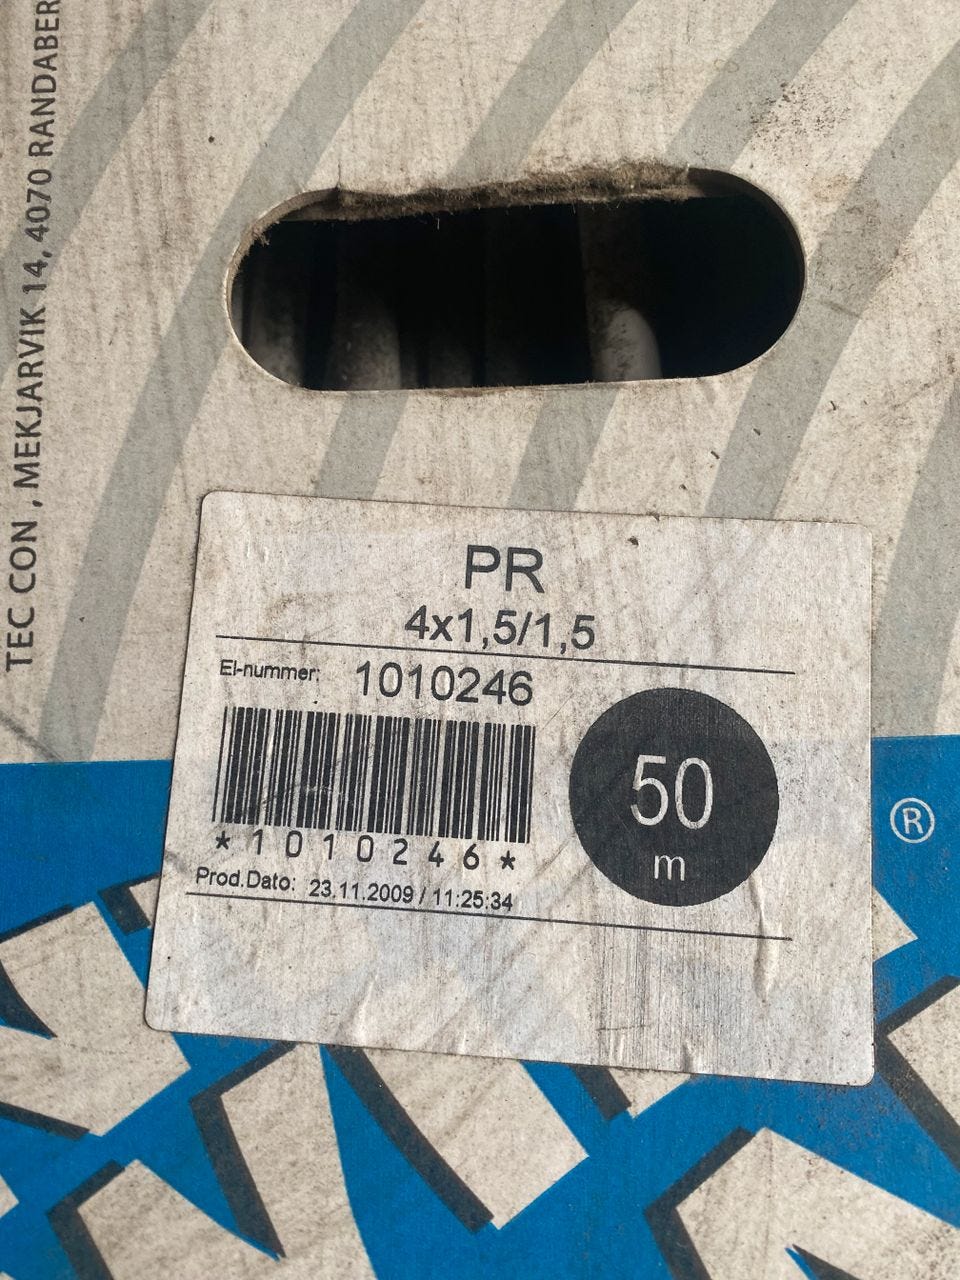 TEC CON , MEKJARVIK 14, 4070 RANDABER
PR
4x1,5/1,5
El-nummer: 1010246
50
m
*1010246*
Prod.Dato: 23.11.2009 / 11:25:34
®